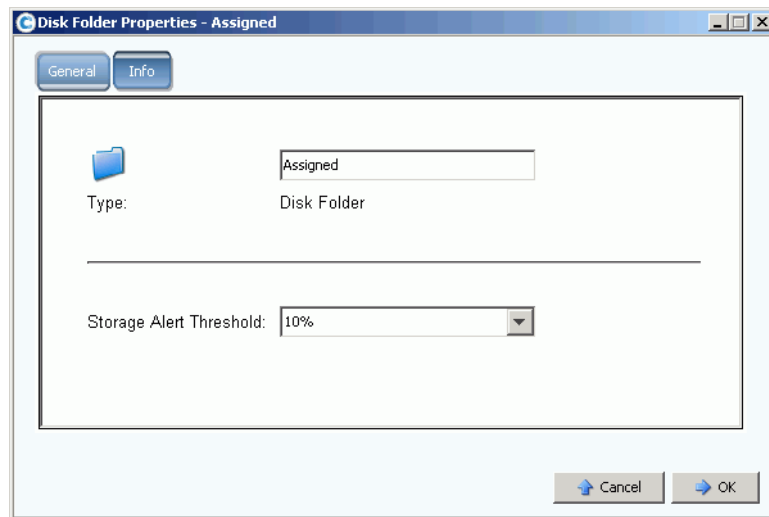 Disk Folder Properties - Assigned
General Info
Assigned
Type: Disk Folder
Storage Alert Threshold: 10%
Cancel OK